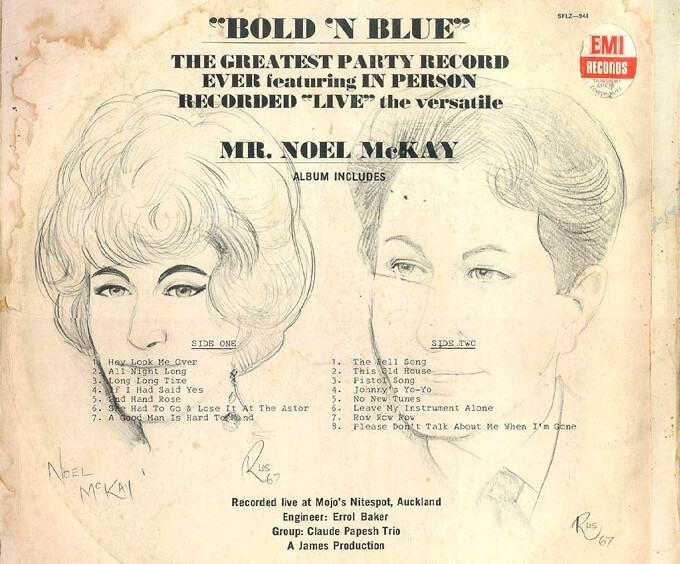 "BOLD 'N BLUE"
SFLZ-944
EMI
RECORDS
THE GREATEST PARTY RECORD
EVER featuring IN PERSON
RECORDED "LIVE" the versatile
MR. NOEL McKAY
ALBUM INCLUDES
SIDE ONE
1. Hey Look Me Over
2. All Night Long
3. Long Long Time
4. If I Had Said Yes
5. 2nd Hand Rose
6. She Had To Go & Lose It At The Astor
7. A Good Man Is Hard To Find
SIDE TWO
1. The Bell Song
2. This Old House
3. Pistol Song
4. Johnny's Yo-Yo
5. No New Tunes
6. Leave My Instrument Alone
7. Row Row Row
8. Please Don't Talk About Me When I'm Gone
NOEL
McKAY
Rus
67
Recorded live at Mojo's Nitespot, Auckland
Engineer: Errol Baker
Group: Claude Papesh Trio
A James Production
Rus
67